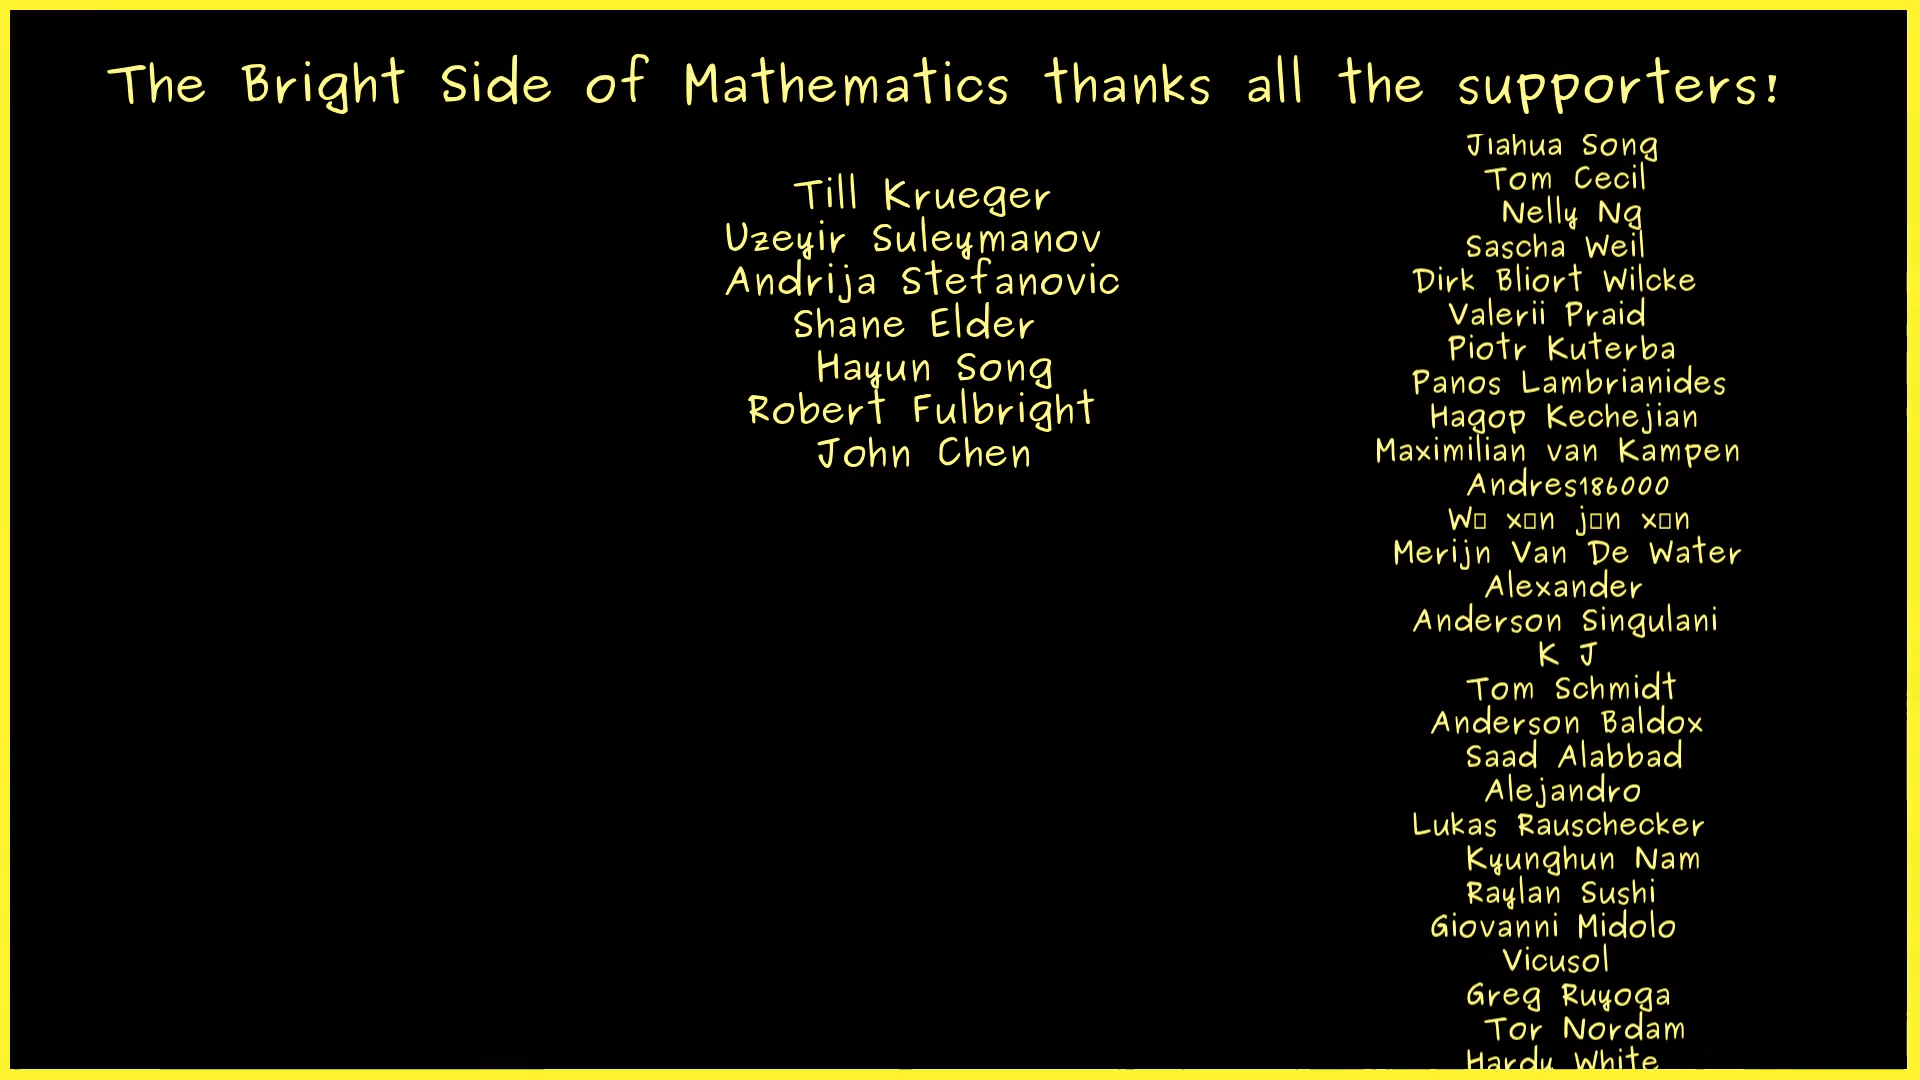 The Bright Side of Mathematics thanks all the supporters!
Till Krueger
Uzeyir Suleymanov
Andrija Stefanovic
Shane Elder
Hayun Song
Robert Fulbright
John Chen
Jiahua Song
Tom Cecil
Nelly Ng
Sascha Weil
Dirk Bliort Wilcke
Valerii Praid
Piotr Kuterba
Panos Lambrianides
Hagop Kechejian
Maximilian van Kampen
Andres186000
W□ x□n j□n x□n
Merijn Van De Water
Alexander
Anderson Singulani
K J
Tom Schmidt
Anderson Baldox
Saad Alabbad
Alejandro
Lukas Rauschecker
Kyunghun Nam
Raylan Sushi
Giovanni Midolo
Vicusol
Greg Ruyoga
Tor Nordam
Hardy White